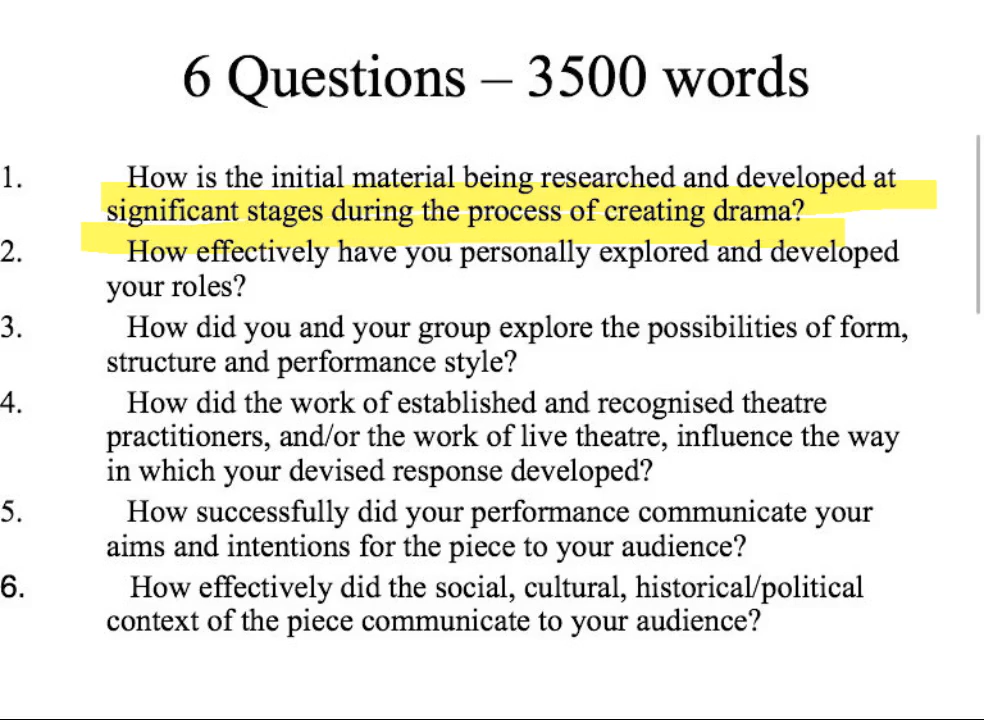 6 Questions – 3500 words
1. How is the initial material being researched and developed at
significant stages during the process of creating drama?
2. How effectively have you personally explored and developed
your roles?
3. How did you and your group explore the possibilities of form,
structure and performance style?
4. How did the work of established and recognised theatre
practitioners, and/or the work of live theatre, influence the way
in which your devised response developed?
5. How successfully did your performance communicate your
aims and intentions for the piece to your audience?
6. How effectively did the social, cultural, historical/political
context of the piece communicate to your audience?